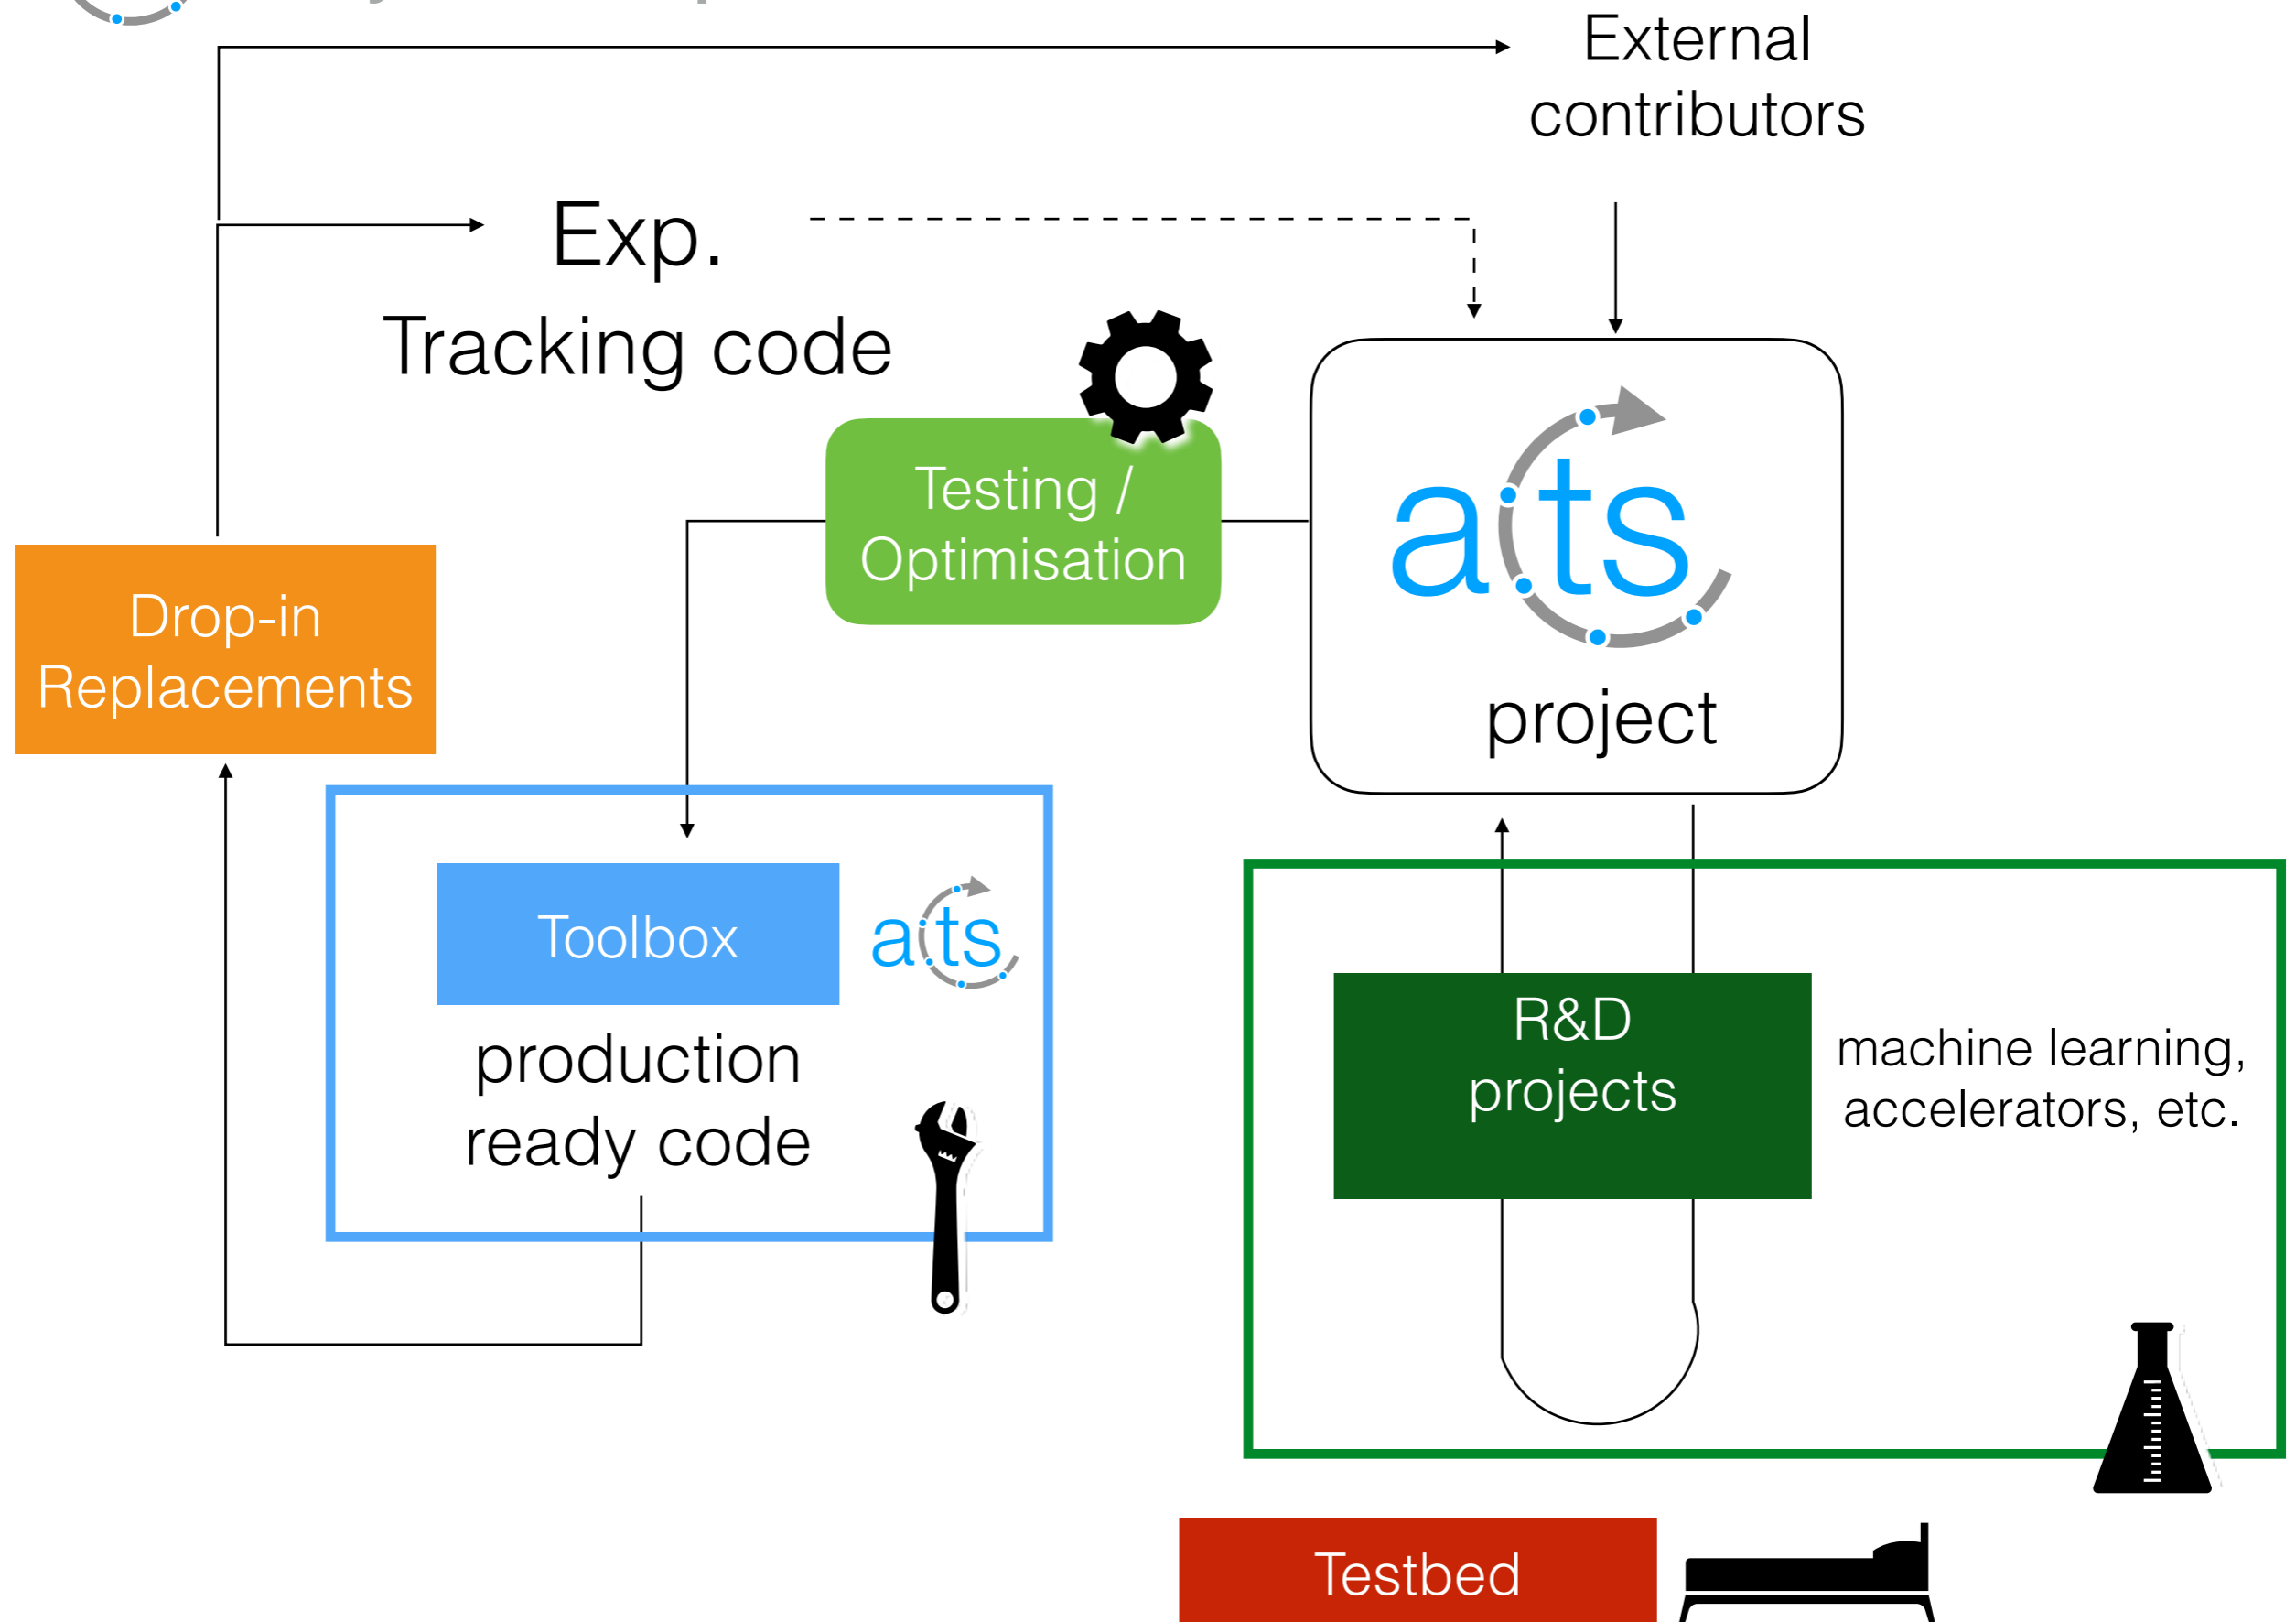 External
contributors
Exp.
Tracking code
Testing /
Optimisation
acts
project
Drop-in
Replacements
Toolbox
acts
production
ready code
R&D
projects
machine learning,
accelerators, etc.
Testbed